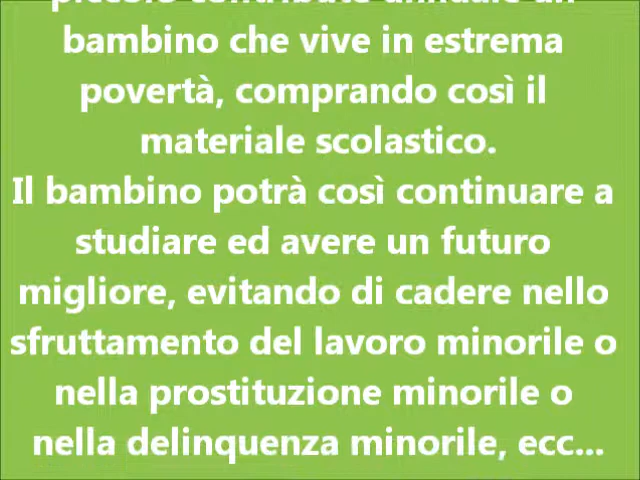 bambino che vive in estrema
povertà, comprando così il
materiale scolastico.
Il bambino potrà così continuare a
studiare ed avere un futuro
migliore, evitando di cadere nello
sfruttamento del lavoro minorile o
nella prostituzione minorile o
nella delinquenza minorile, ecc...